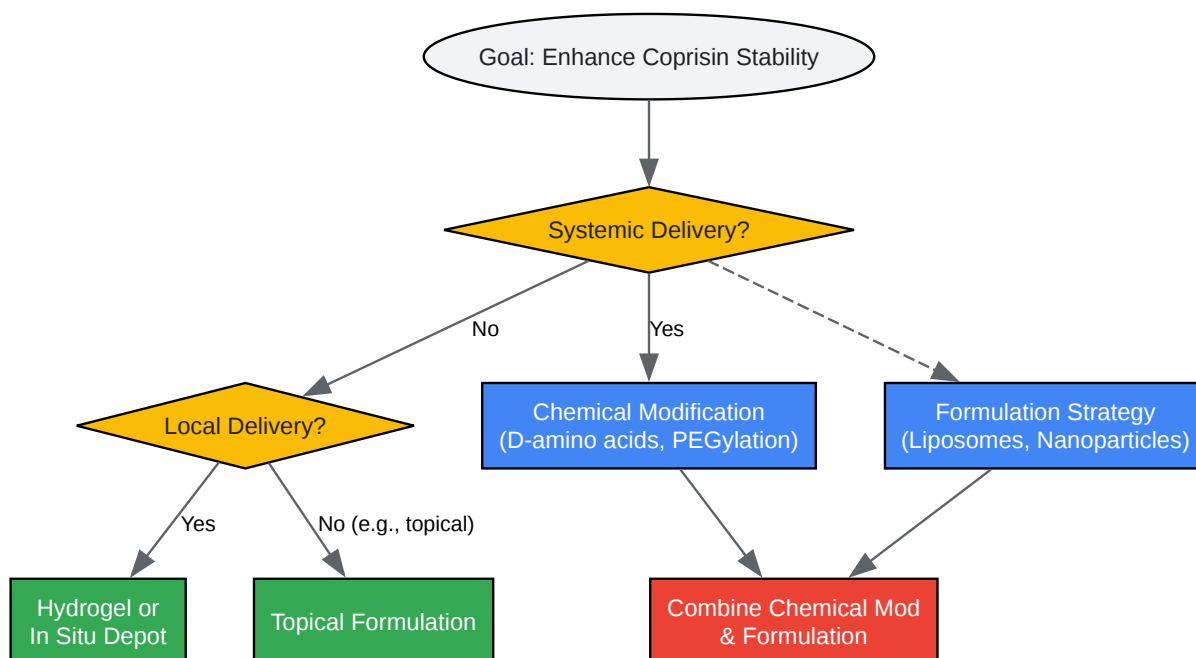 Goal: Enhance Coprisin Stability
Systemic Delivery?
No
Yes
Local Delivery?
Chemical Modification
(D-amino acids, PEGylation)
Formulation Strategy
(Liposomes, Nanoparticles)
Yes
No (e.g., topical)
Hydrogel or
In Situ Depot
Topical Formulation
Combine Chemical Mod
& Formulation